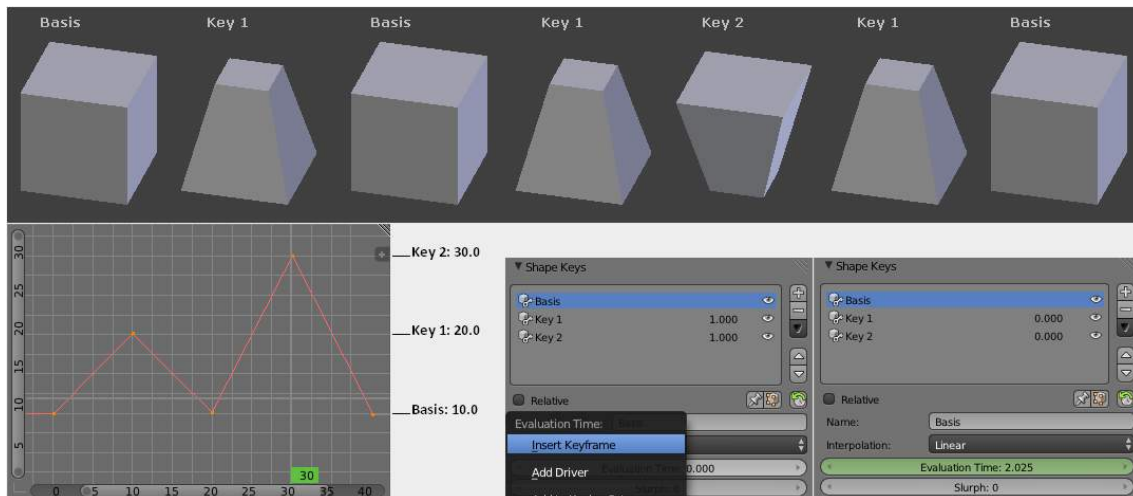 Basis Key 1 Basis Key 1 Key 2 Key 1 Basis
30
25
20
15
10
5
0 5 10 15 20 25 30 35 40
30
Key 2: 30.0
Key 1: 20.0
Basis: 10.0
Shape Keys
Basis
Key 1 1.000
Key 2 1.000
Relative
Evaluation Time:
Insert Keyframe
Add Driver
0.000
Shape Keys
Basis
Key 1 0.000
Key 2 0.000
Relative
Name: Basis
Interpolation: Linear
Evaluation Time: 2.025
Slurph: 0